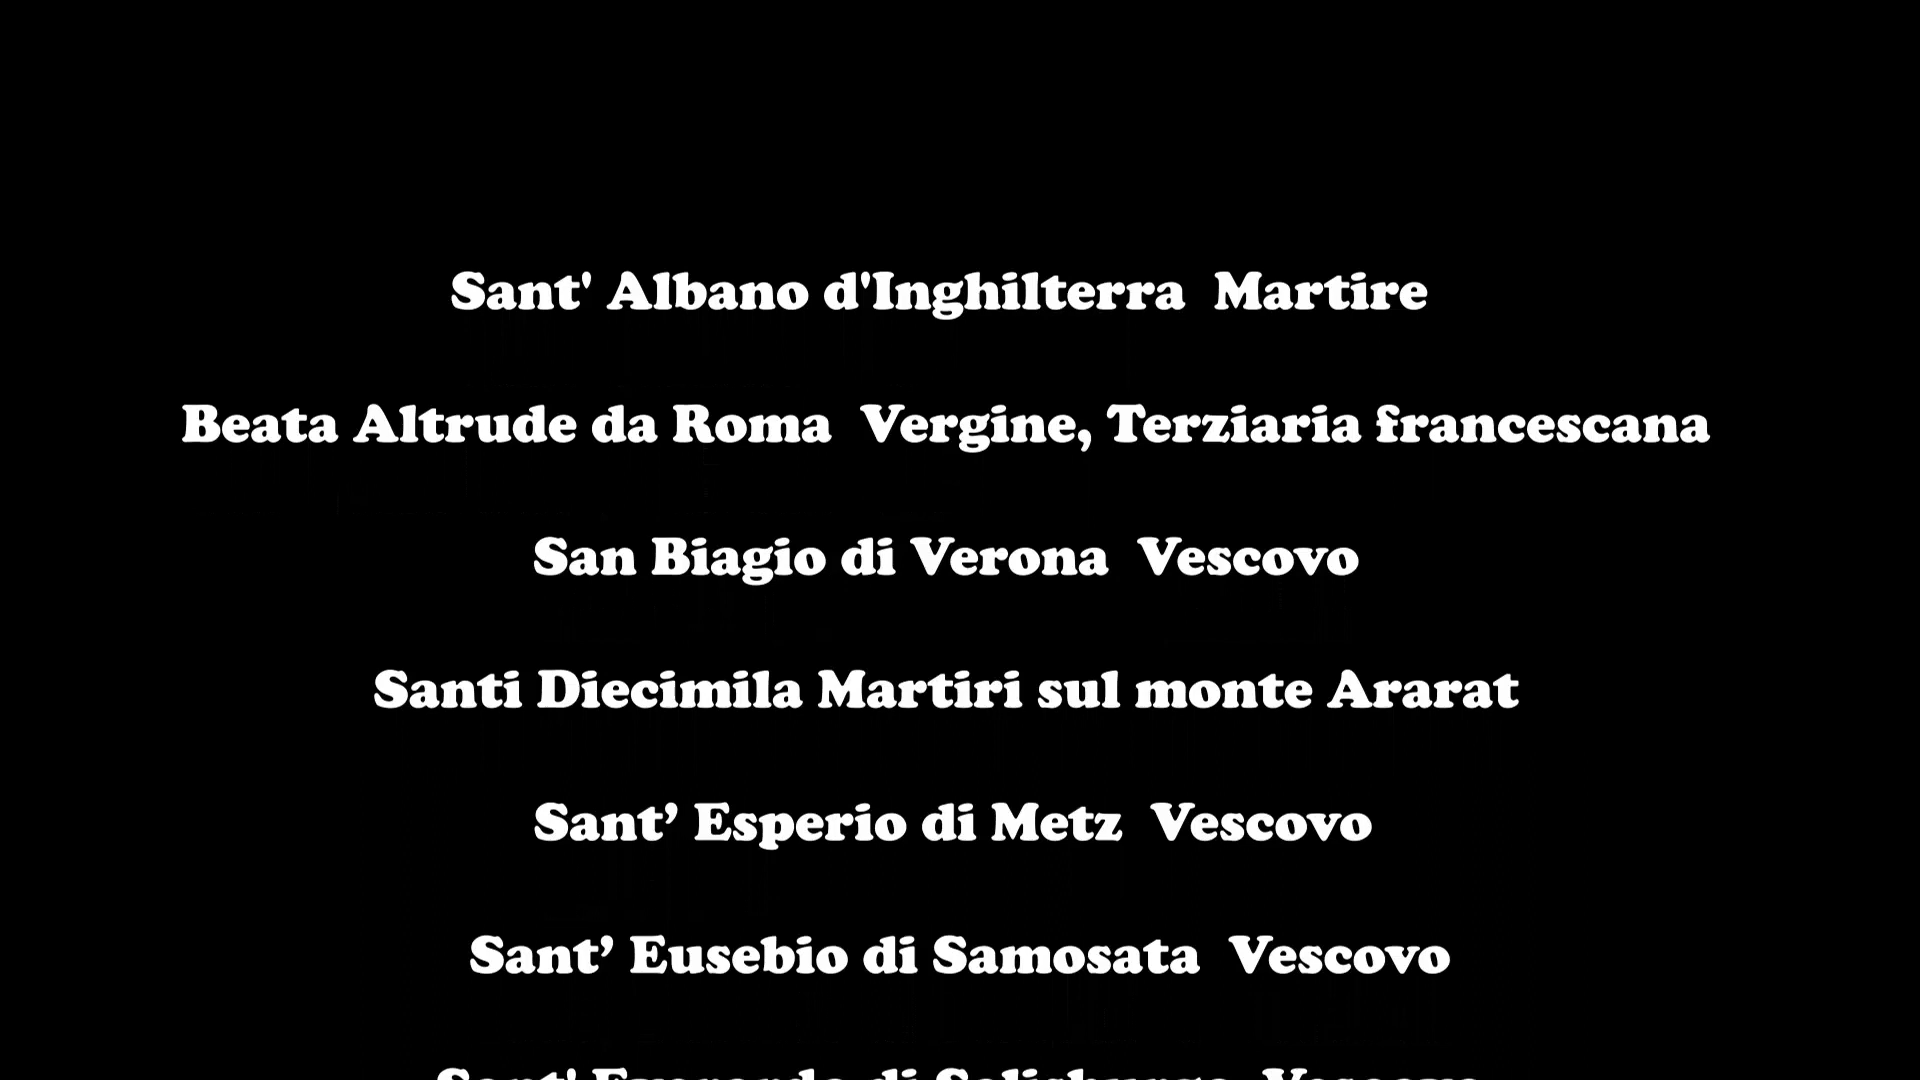 Sant' Albano d'Inghilterra  Martire
Beata Altrude da Roma  Vergine, Terziaria francescana
San Biagio di Verona  Vescovo
Santi Diecimila Martiri sul monte Ararat
Sant’ Esperio di Metz  Vescovo
Sant’ Eusebio di Samosata  Vescovo